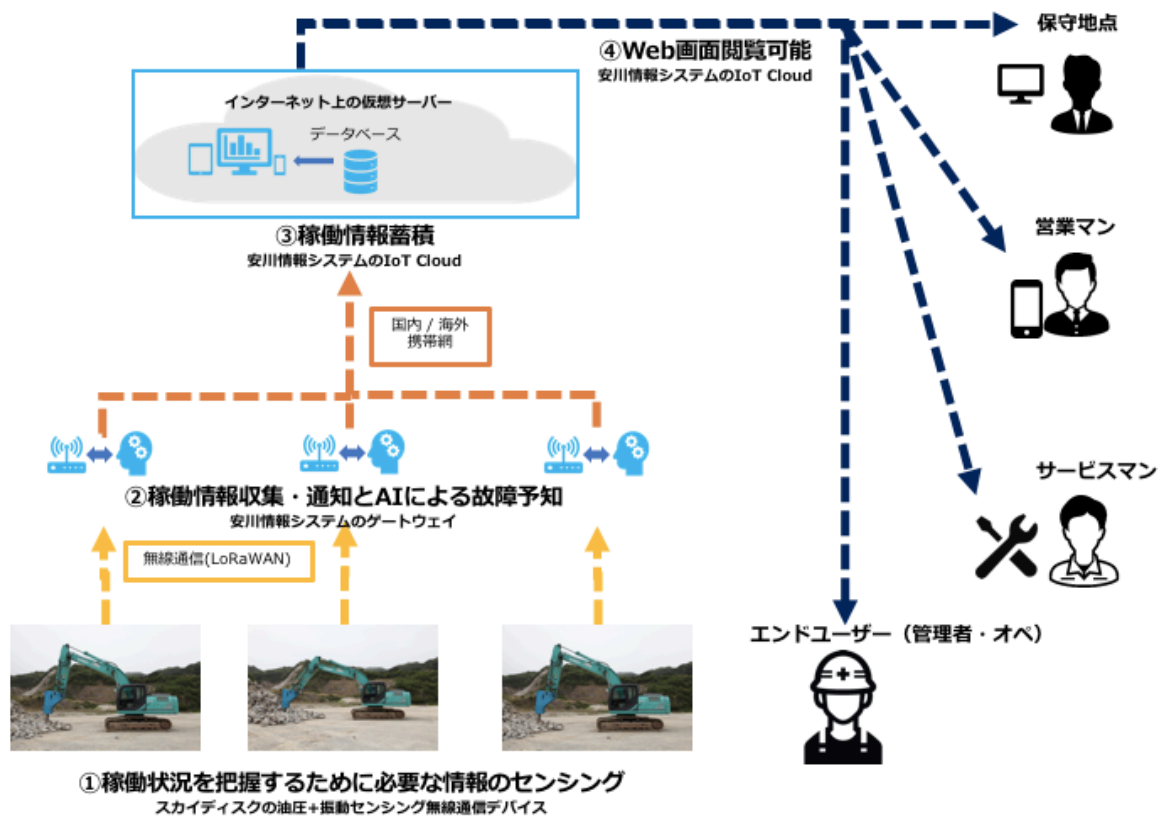 ④Web画面閲覧可能
安川情報システムのIoT Cloud
保守地点
インターネット上の仮想サーバー
データベース
③稼働情報蓄積
安川情報システムのIoT Cloud
営業マン
国内 / 海外
携帯網
②稼働情報収集・通知とAIによる故障予知
安川情報システムのゲートウェイ
サービスマン
無線通信(LoRaWAN)
エンドユーザー（管理者・オペ）
①稼働状況を把握するために必要な情報のセンシング
スカイディスクの油圧+振動センシング無線通信デバイス